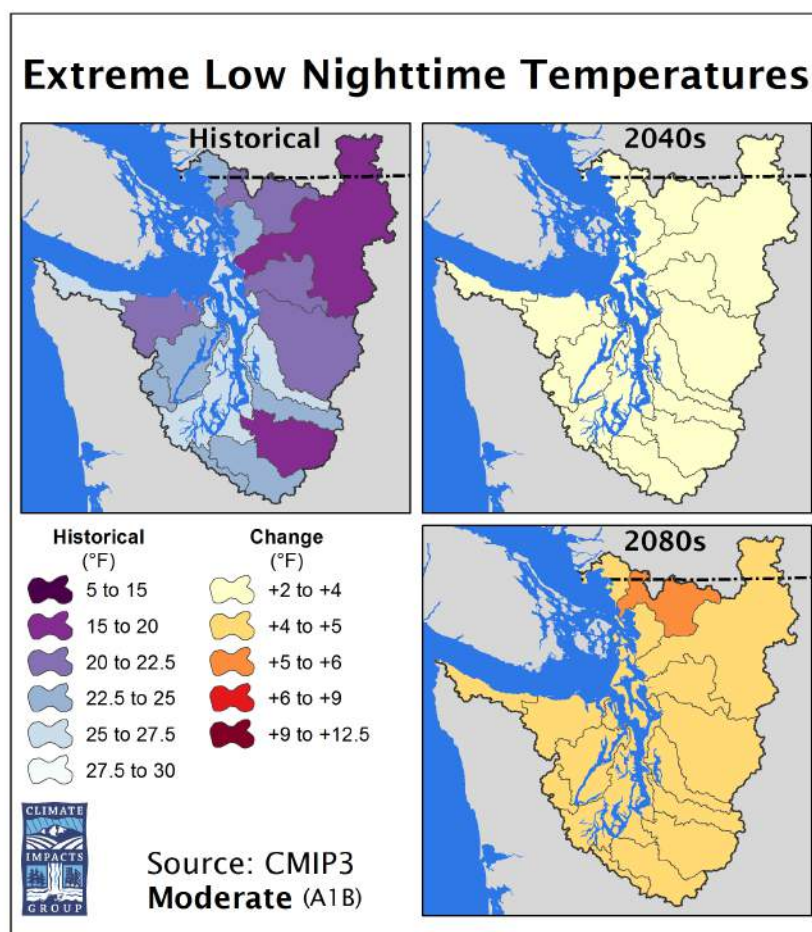 Extreme Low Nighttime Temperatures
Historical
2040s
Historical
(°F)
5 to 15
15 to 20
20 to 22.5
22.5 to 25
25 to 27.5
27.5 to 30
Change
(°F)
+2 to +4
+4 to +5
+5 to +6
+6 to +9
+9 to +12.5
2080s
CLIMATE
IMPACTS
GROUP
Source: CMIP3
Moderate (A1B)